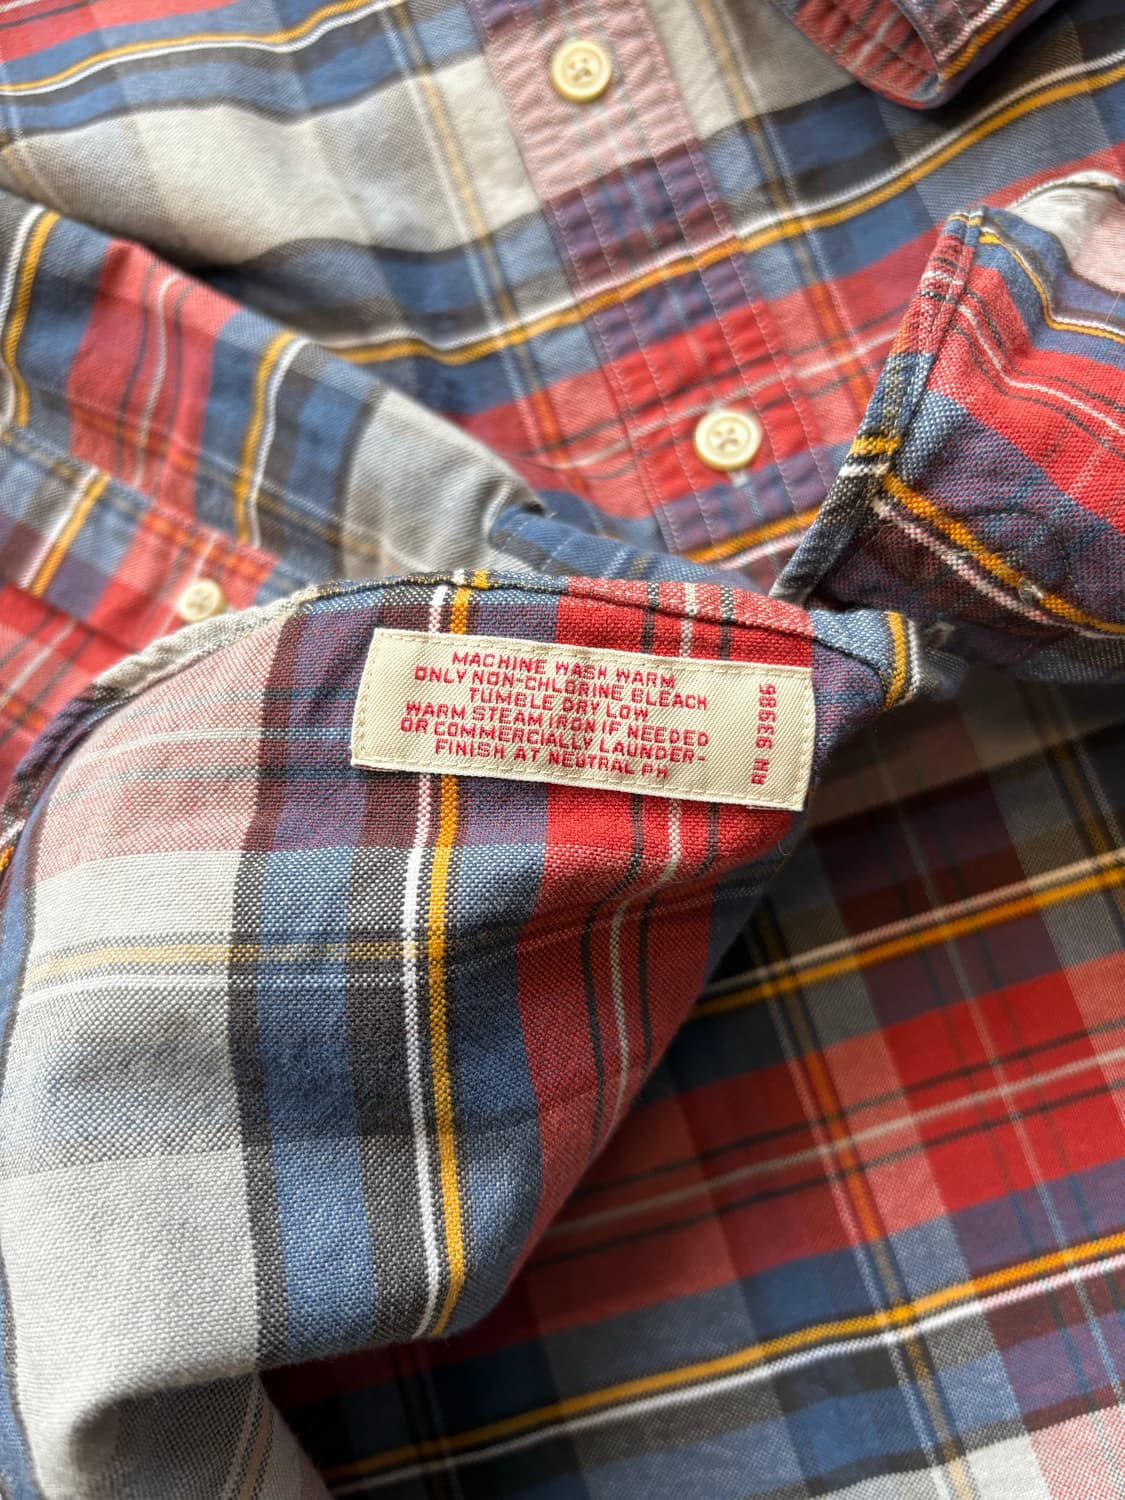 MACHINE WASH WARM
ONLY NON-CHLORINE BLEACH
TUMBLE DRY LOW
WARM STEAM IRON IF NEEDED
OR COMMERCIALLY LAUNDER-
FINISH AT NEUTRAL PH
RN 93686